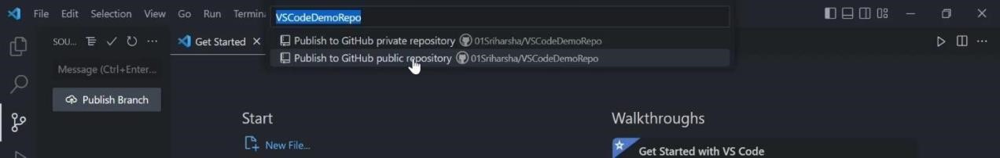 File Edit Selection View Go Run Termina
VSCodeDemoRepo
Publish to GitHub private repository 01Sriharsha/VSCodeDemoRepo
Publish to GitHub public repository 01Sriharsha/VSCodeDemoRepo
SOU...
Get Started
Message (Ctrl+Enter...
Publish Branch
Start
New File...
Walkthroughs
Get Started with VS Code